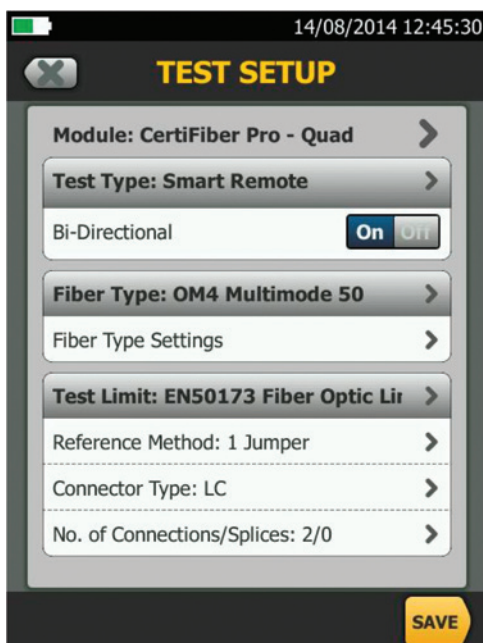 14/08/2014 12:45:30
TEST SETUP
Module: CertiFiber Pro - Quad
Test Type: Smart Remote
Bi-Directional On Off
Fiber Type: OM4 Multimode 50
Fiber Type Settings
Test Limit: EN50173 Fiber Optic Lir
Reference Method: 1 Jumper
Connector Type: LC
No. of Connections/Splices: 2/0
SAVE